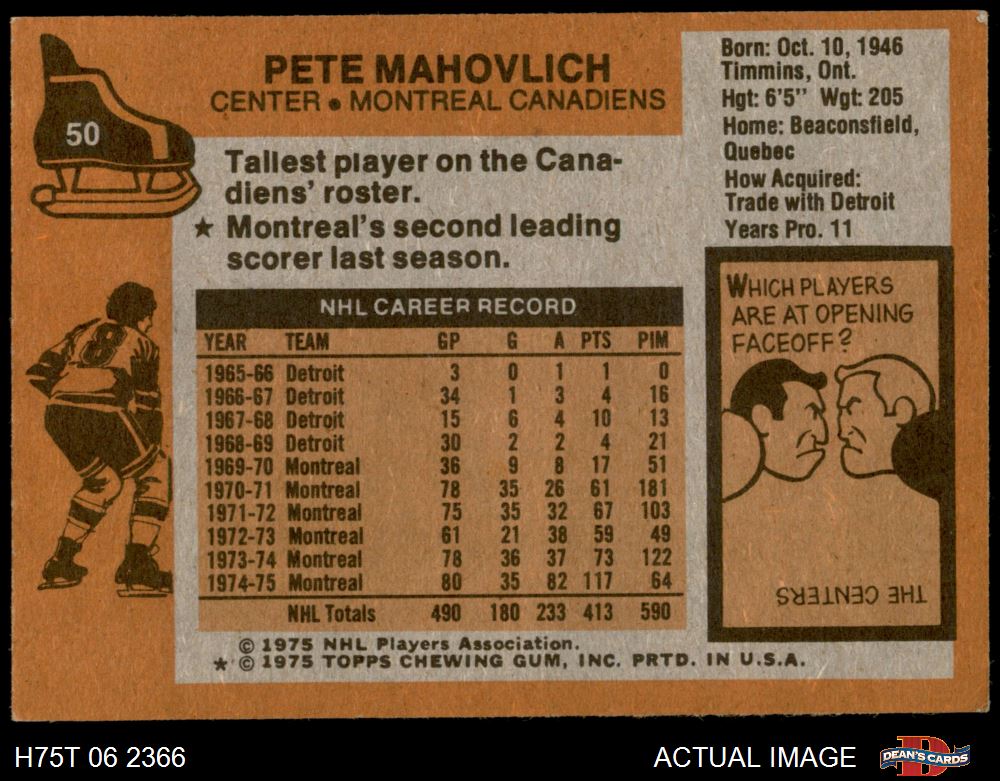 50
PETE MAHOVLICH
CENTER • MONTREAL CANADIENS
Tallest player on the Cana-
diens' roster.
★ Montreal's second leading
scorer last season.
Born: Oct. 10, 1946
Timmins, Ont.
Hgt: 6'5" Wgt: 205
Home: Beaconsfield,
Quebec
How Acquired:
Trade with Detroit
Years Pro. 11
8
NHL CAREER RECORD
YEAR TEAM GP G A PTS PIM
1965-66 Detroit 3 0 1 1 0
1966-67 Detroit 34 1 3 4 16
1967-68 Detroit 15 6 4 10 13
1968-69 Detroit 30 2 2 4 21
1969-70 Montreal 36 9 8 17 51
1970-71 Montreal 78 35 26 61 181
1971-72 Montreal 75 35 32 67 103
1972-73 Montreal 61 21 38 59 49
1973-74 Montreal 78 36 37 73 122
1974-75 Montreal 80 35 82 117 64
NHL Totals 490 180 233 413 590
WHICH PLAYERS
ARE AT OPENING
FACEOFF?
THE CENTERS
© 1975 NHL Players Association.
★ © 1975 TOPPS CHEWING GUM, INC. PRTD. IN U.S.A.
H75T 06 2366
ACTUAL IMAGE
D
DEAN'S CARDS